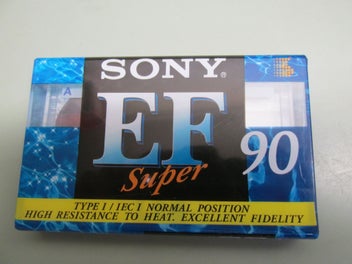 SONY®
A
EF
Super
90
TYPE I / IEC I NORMAL POSITION
HIGH RESISTANCE TO HEAT. EXCELLENT FIDELITY